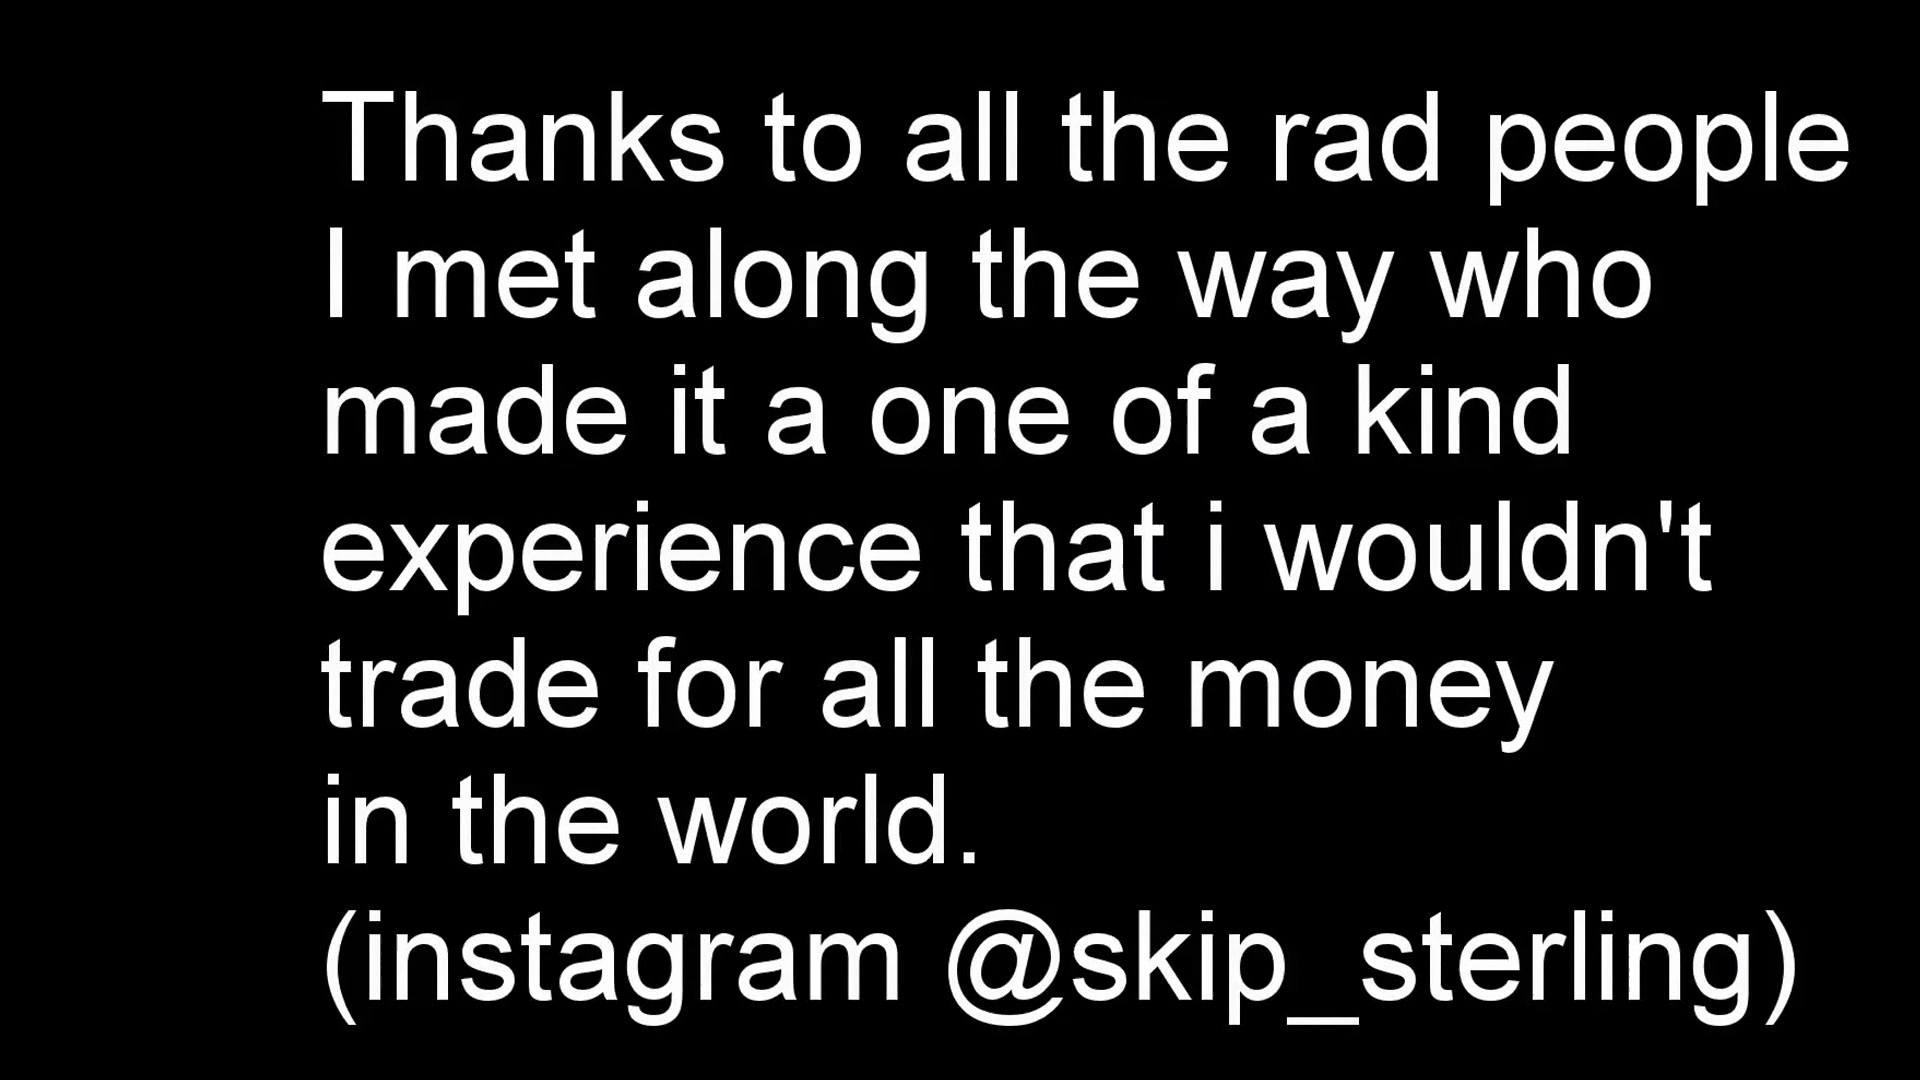 Thanks to all the rad people
I met along the way who
made it a one of a kind
experience that i wouldn't
trade for all the money
in the world.
(instagram @skip_sterling)